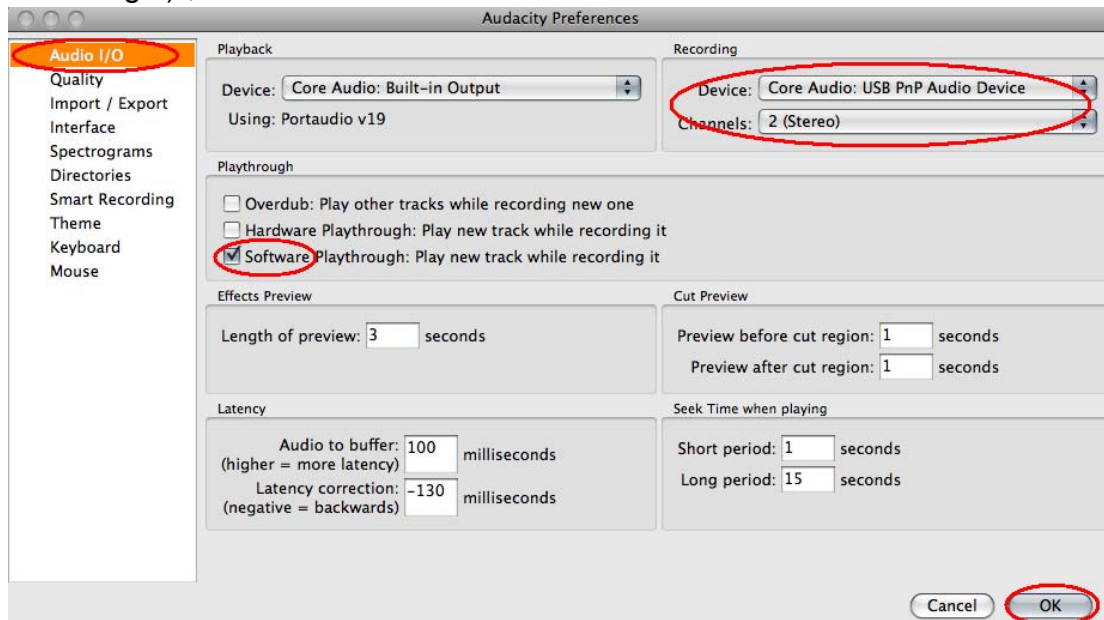 Audacity Preferences
Audio I/O
Quality
Import / Export
Interface
Spectrograms
Directories
Smart Recording
Theme
Keyboard
Mouse
Playback
Device: Core Audio: Built-in Output
Using: Portaudio v19
Recording
Device: Core Audio: USB PnP Audio Device
Channels: 2 (Stereo)
Playthrough
Overdub: Play other tracks while recording new one
Hardware Playthrough: Play new track while recording it
Software Playthrough: Play new track while recording it
Effects Preview
Length of preview: 3 seconds
Cut Preview
Preview before cut region: 1 seconds
Preview after cut region: 1 seconds
Latency
Audio to buffer: 100 milliseconds
(higher = more latency)
Latency correction: -130 milliseconds
(negative = backwards)
Seek Time when playing
Short period: 1 seconds
Long period: 15 seconds
Cancel
OK